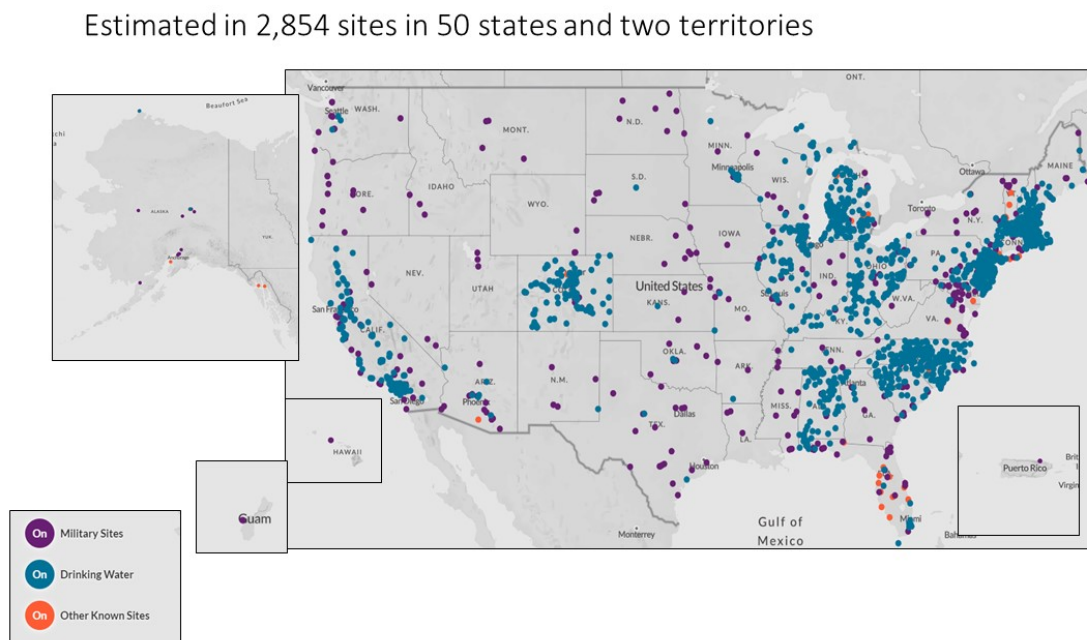 Estimated in 2,854 sites in 50 states and two territories
Beaufort Sea
ALASKA
YUK.
Vancouver
Seattle
WASH.
MONT.
N.D.
MINN.
ONT.
Ottawa
MAINE
Minneapolis
WIS.
Toronto
N.Y.
ORE.
IDAHO
S.D.
WYO.
IOWA
PA.
CONN.
NEBR.
NEV.
UTAH
United States
KANS.
IND.
OHIO
W.VA.
VA.
San Francisco
CALIF.
MO.
KY.
ARIZ.
N.M.
OKLA.
ARK.
TENN.
San Diego
Phoenix
Atlanta
MISS.
GA.
Dallas
TEX.
LA.
HAWAII
Houston
Puerto Rico
Guam
Gulf of
Mexico
Miami
Monterrey
On Military Sites
On Drinking Water
On Other Known Sites